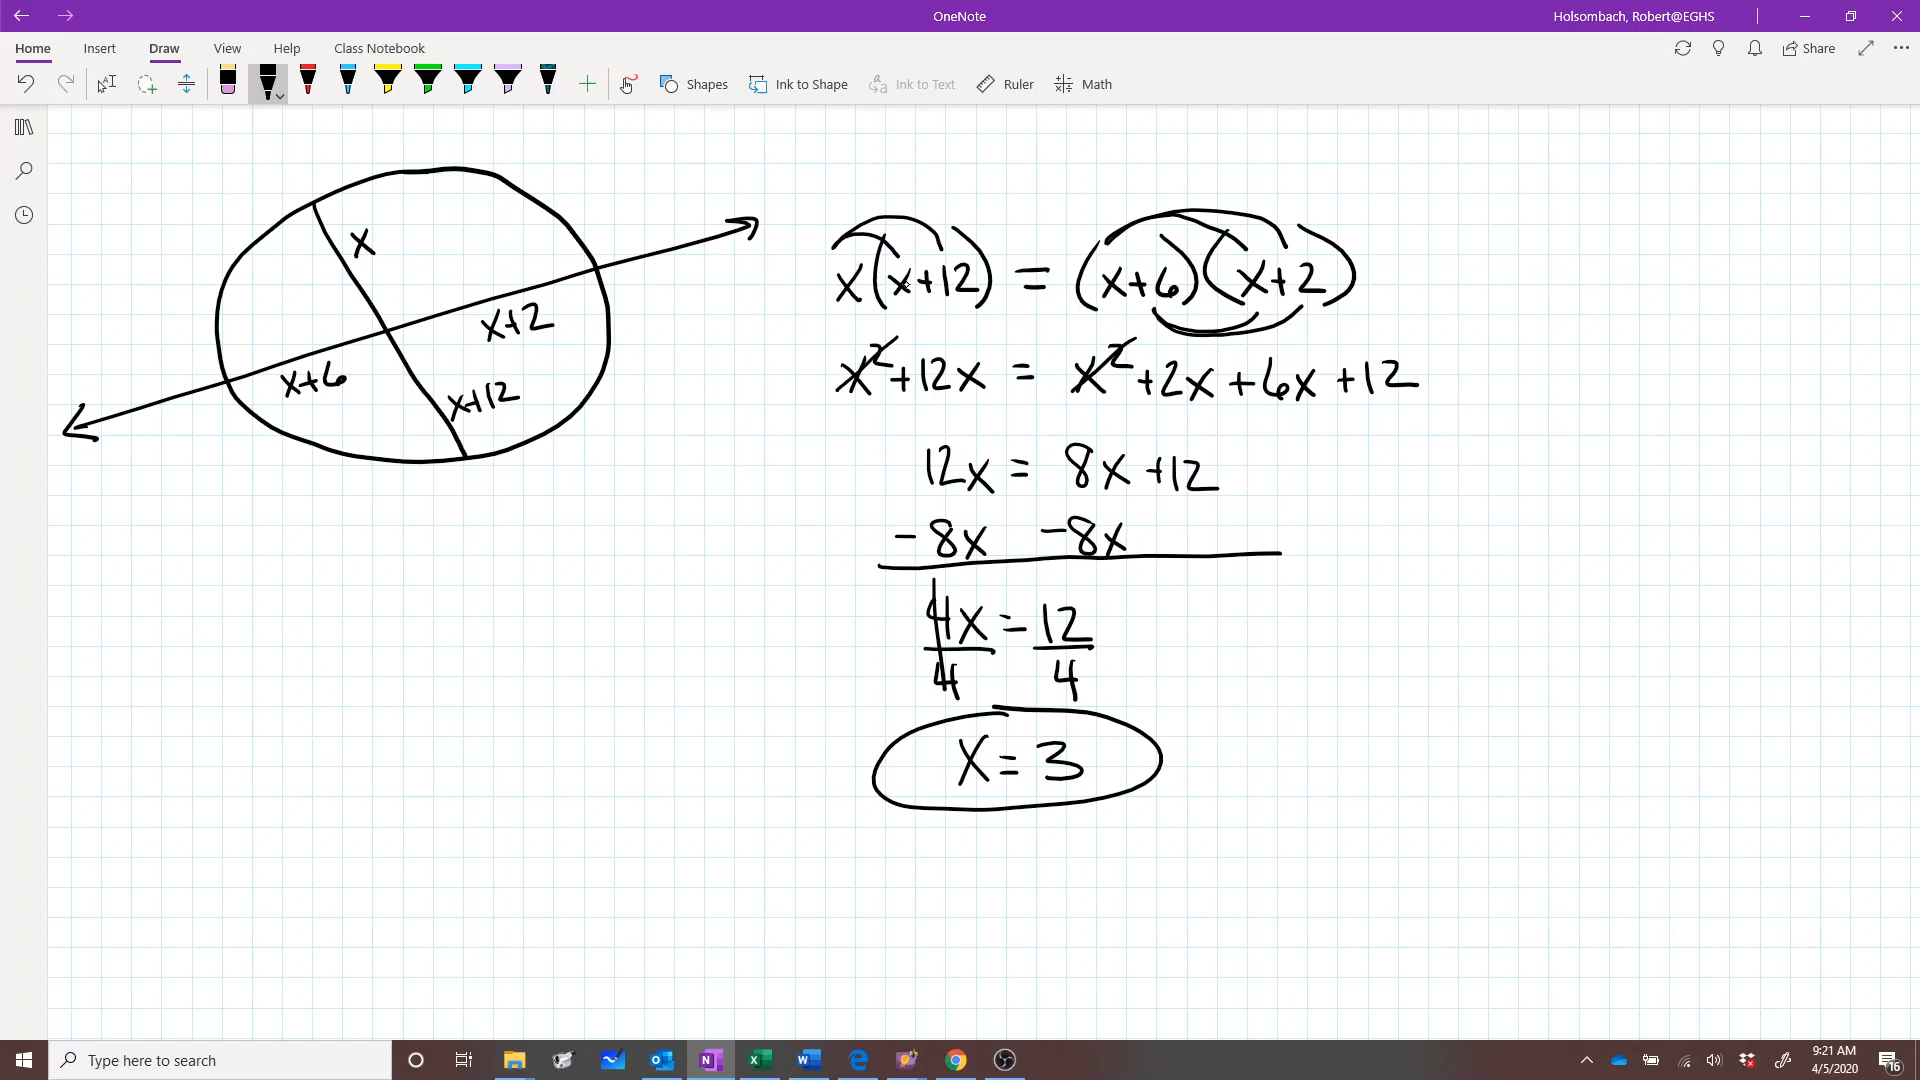 OneNote
Holsombach, Robert@EGHS
Home Insert Draw View Help Class Notebook
Share
Shapes Ink to Shape Ink to Text Ruler Math
x
x+2
x+6
x+12
x(x+12) = (x+6)(x+2)
x²+12x = x²+2x+6x+12
12x = 8x+12
-8x -8x
4x = 12
4 4
x = 3
Type here to search
9:21 AM
4/5/2020
16